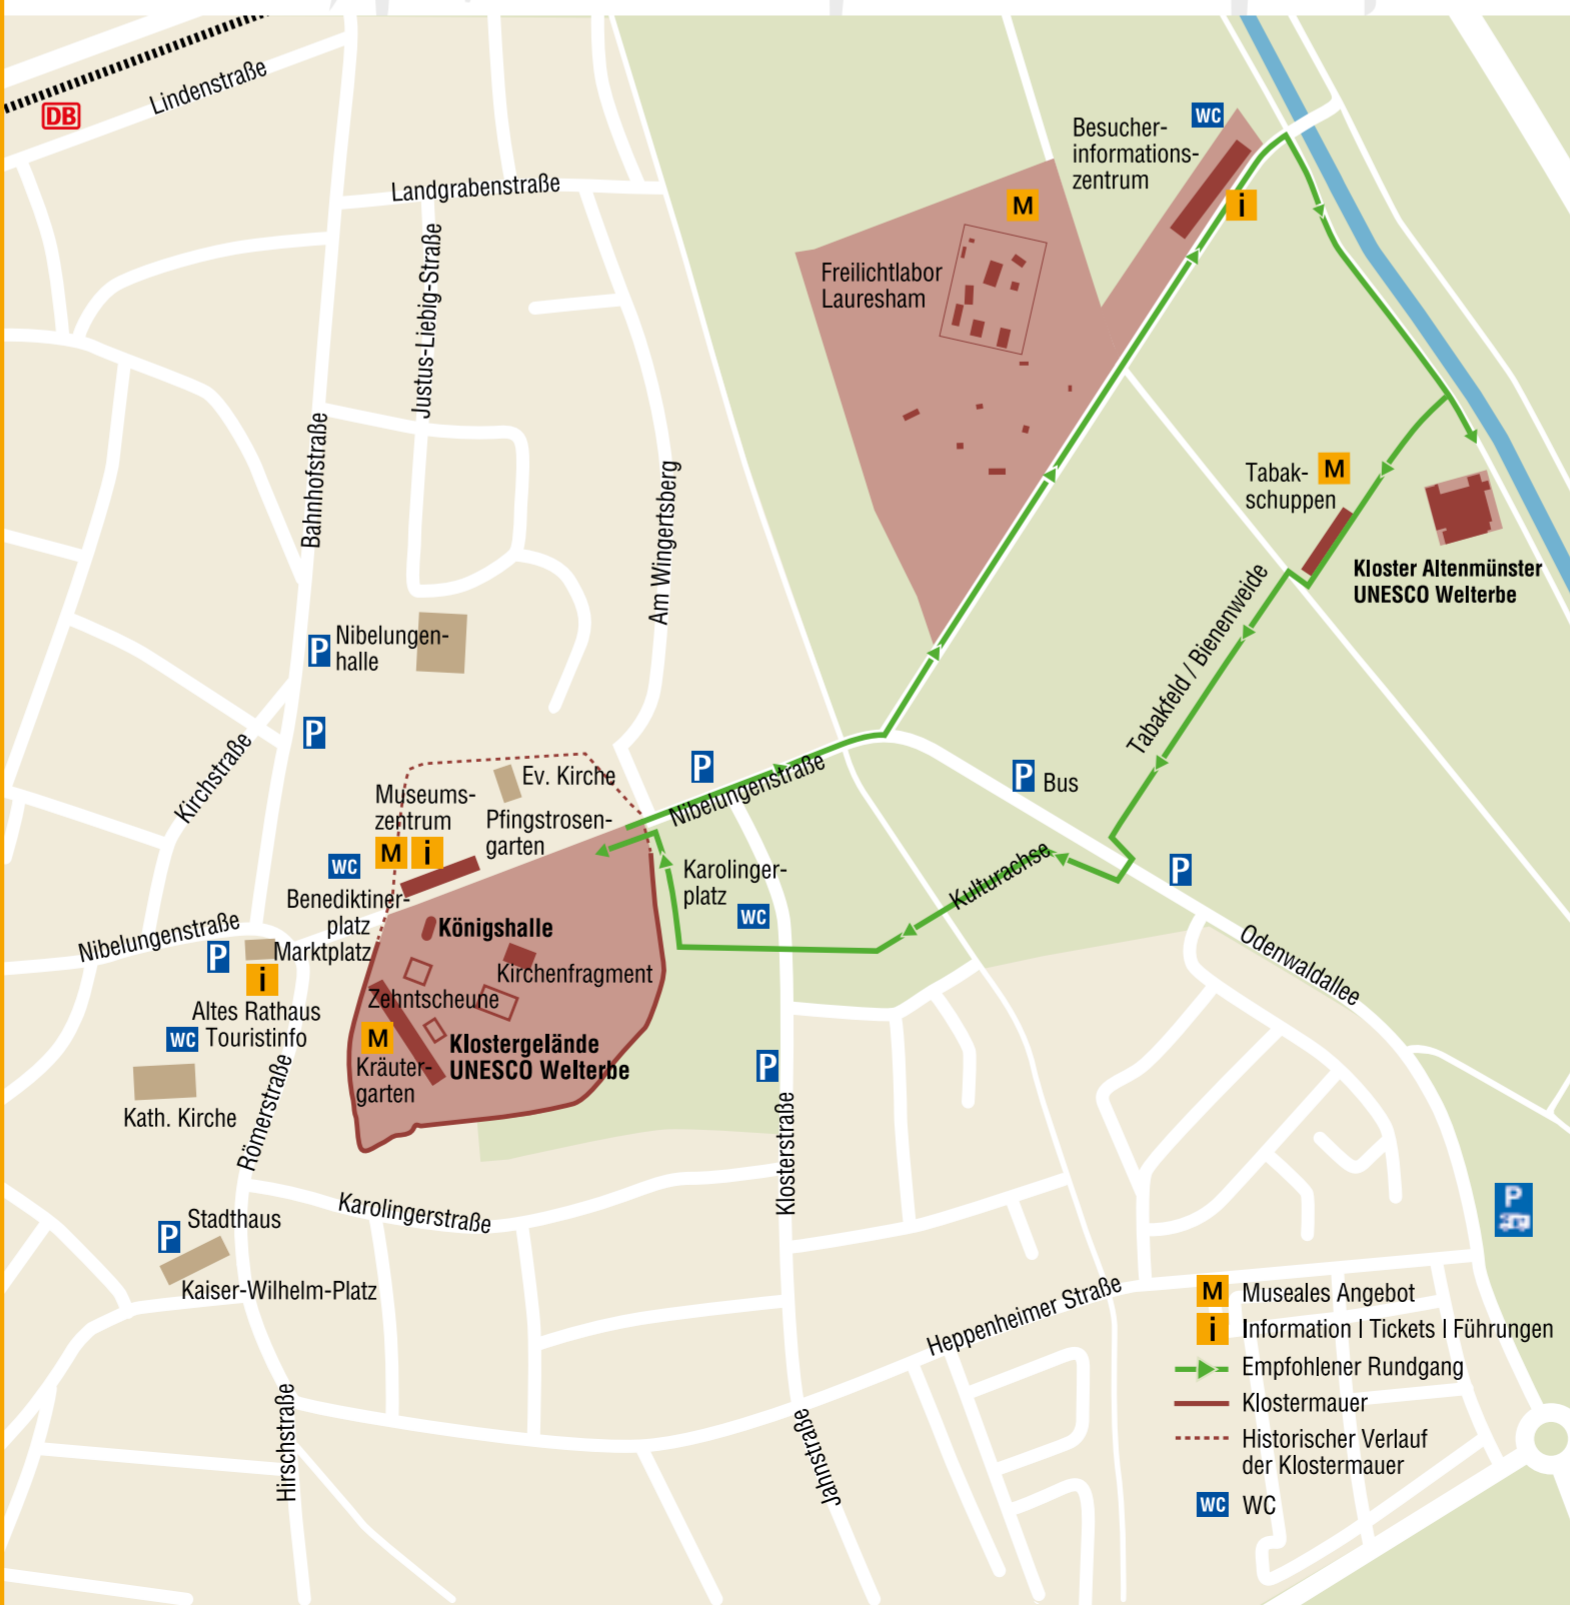 DB
Lindenstraße
Landgrabenstraße
Justus-Liebig-Straße
Bahnhofstraße
Am Wingertsberg
WC
Besucher-
informations-
zentrum
M
i
Freilichtlabor
Lauresham
Tabak-
schuppen
M
Kloster Altenmünster
UNESCO Welterbe
Tabakfeld / Bienenweide
P
Nibelungen-
halle
P
Kirchstraße
Ev. Kirche
Museums-
zentrum
M
i
WC
Pfingstrosen-
garten
P
Nibelungenstraße
P Bus
P
Kulturachse
Karolinger-
platz
WC
Odenwaldallee
Benediktiner-
platz
Nibelungenstraße
P
Marktplatz
i
Altes Rathaus
WC Touristinfo
Königshalle
Kirchenfragment
Zehntscheune
M
Klostergelände
UNESCO Welterbe
Kräuter-
garten
P
Kath. Kirche
Römerstraße
Klosterstraße
Karolingerstraße
P
Stadthaus
Kaiser-Wilhelm-Platz
P
Heppenheimer Straße
Hirschstraße
Jahnstraße
M Museales Angebot
i Information I Tickets I Führungen
Empfohlener Rundgang
Klostermauer
Historischer Verlauf
der Klostermauer
WC WC